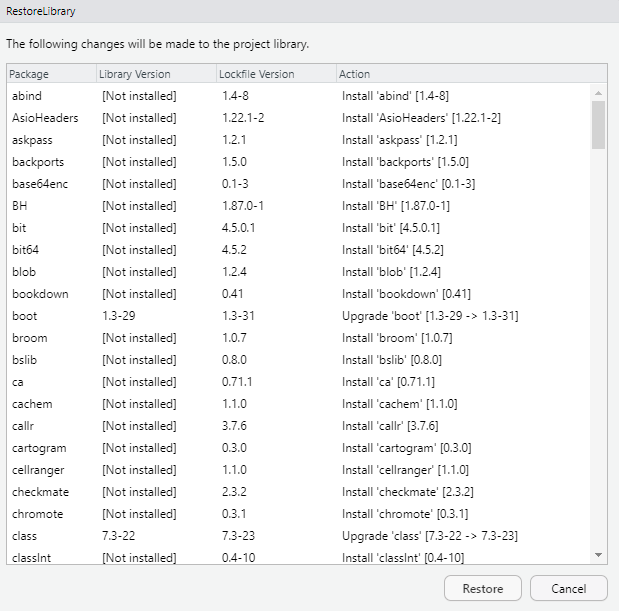 RestoreLibrary
The following changes will be made to the project library.
Package Library Version Lockfile Version Action
abind [Not installed] 1.4-8 Install 'abind' [1.4-8]
AsioHeaders [Not installed] 1.22.1-2 Install 'AsioHeaders' [1.22.1-2]
askpass [Not installed] 1.2.1 Install 'askpass' [1.2.1]
backports [Not installed] 1.5.0 Install 'backports' [1.5.0]
base64enc [Not installed] 0.1-3 Install 'base64enc' [0.1-3]
BH [Not installed] 1.87.0-1 Install 'BH' [1.87.0-1]
bit [Not installed] 4.5.0.1 Install 'bit' [4.5.0.1]
bit64 [Not installed] 4.5.2 Install 'bit64' [4.5.2]
blob [Not installed] 1.2.4 Install 'blob' [1.2.4]
bookdown [Not installed] 0.41 Install 'bookdown' [0.41]
boot 1.3-29 1.3-31 Upgrade 'boot' [1.3-29 -> 1.3-31]
broom [Not installed] 1.0.7 Install 'broom' [1.0.7]
bslib [Not installed] 0.8.0 Install 'bslib' [0.8.0]
ca [Not installed] 0.71.1 Install 'ca' [0.71.1]
cachem [Not installed] 1.1.0 Install 'cachem' [1.1.0]
callr [Not installed] 3.7.6 Install 'callr' [3.7.6]
cartogram [Not installed] 0.3.0 Install 'cartogram' [0.3.0]
cellranger [Not installed] 1.1.0 Install 'cellranger' [1.1.0]
checkmate [Not installed] 2.3.2 Install 'checkmate' [2.3.2]
chromote [Not installed] 0.3.1 Install 'chromote' [0.3.1]
class 7.3-22 7.3-23 Upgrade 'class' [7.3-22 -> 7.3-23]
classInt [Not installed] 0.4-10 Install 'classInt' [0.4-10]
Restore Cancel